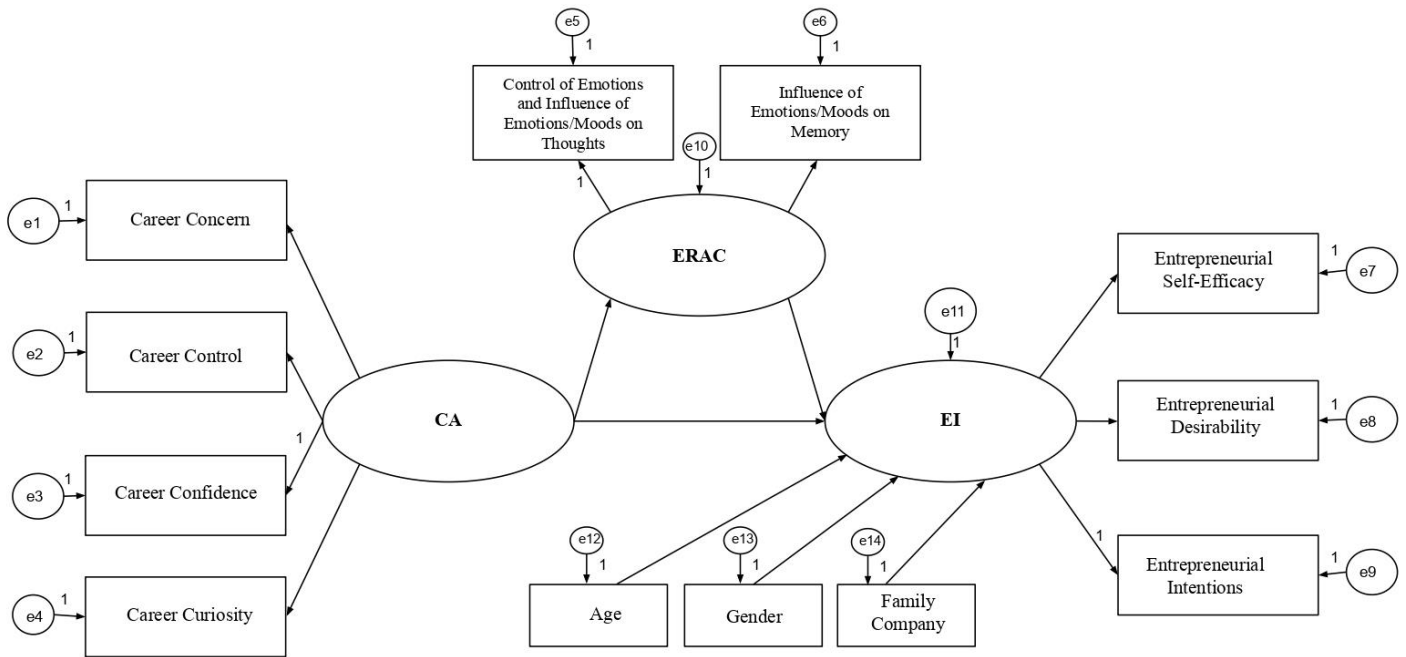 e5
1
e6
1
Control of Emotions
and Influence of
Emotions/Moods on
Thoughts
Influence of
Emotions/Moods on
Memory
e10
1
1
e1
1
Career Concern
ERAC
Entrepreneurial
Self-Efficacy
1
e7
e11
1
e2
1
Career Control
CA
EI
Entrepreneurial
Desirability
1
e8
1
e3
1
Career Confidence
e12
1
e13
1
e14
1
1
Entrepreneurial
Intentions
1
e9
e4
1
Career Curiosity
Age
Gender
Family
Company